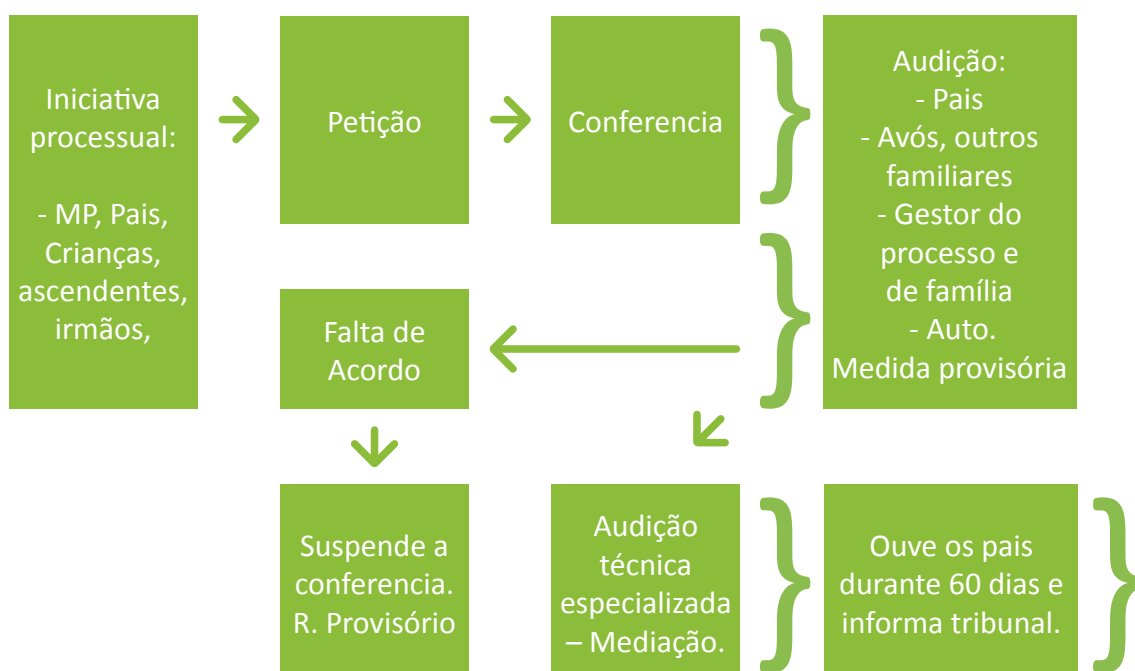 Iniciativa
processual:
- MP, Pais,
Crianças,
ascendentes,
irmãos,
Petição
Conferencia
Audição:
- Pais
- Avós, outros
familiares
- Gestor do
processo e
de família
- Auto.
Medida provisória
Falta de
Acordo
Suspende a
conferencia.
R. Provisório
Audição
técnica
especializada
– Mediação.
Ouve os pais
durante 60 dias e
informa tribunal.